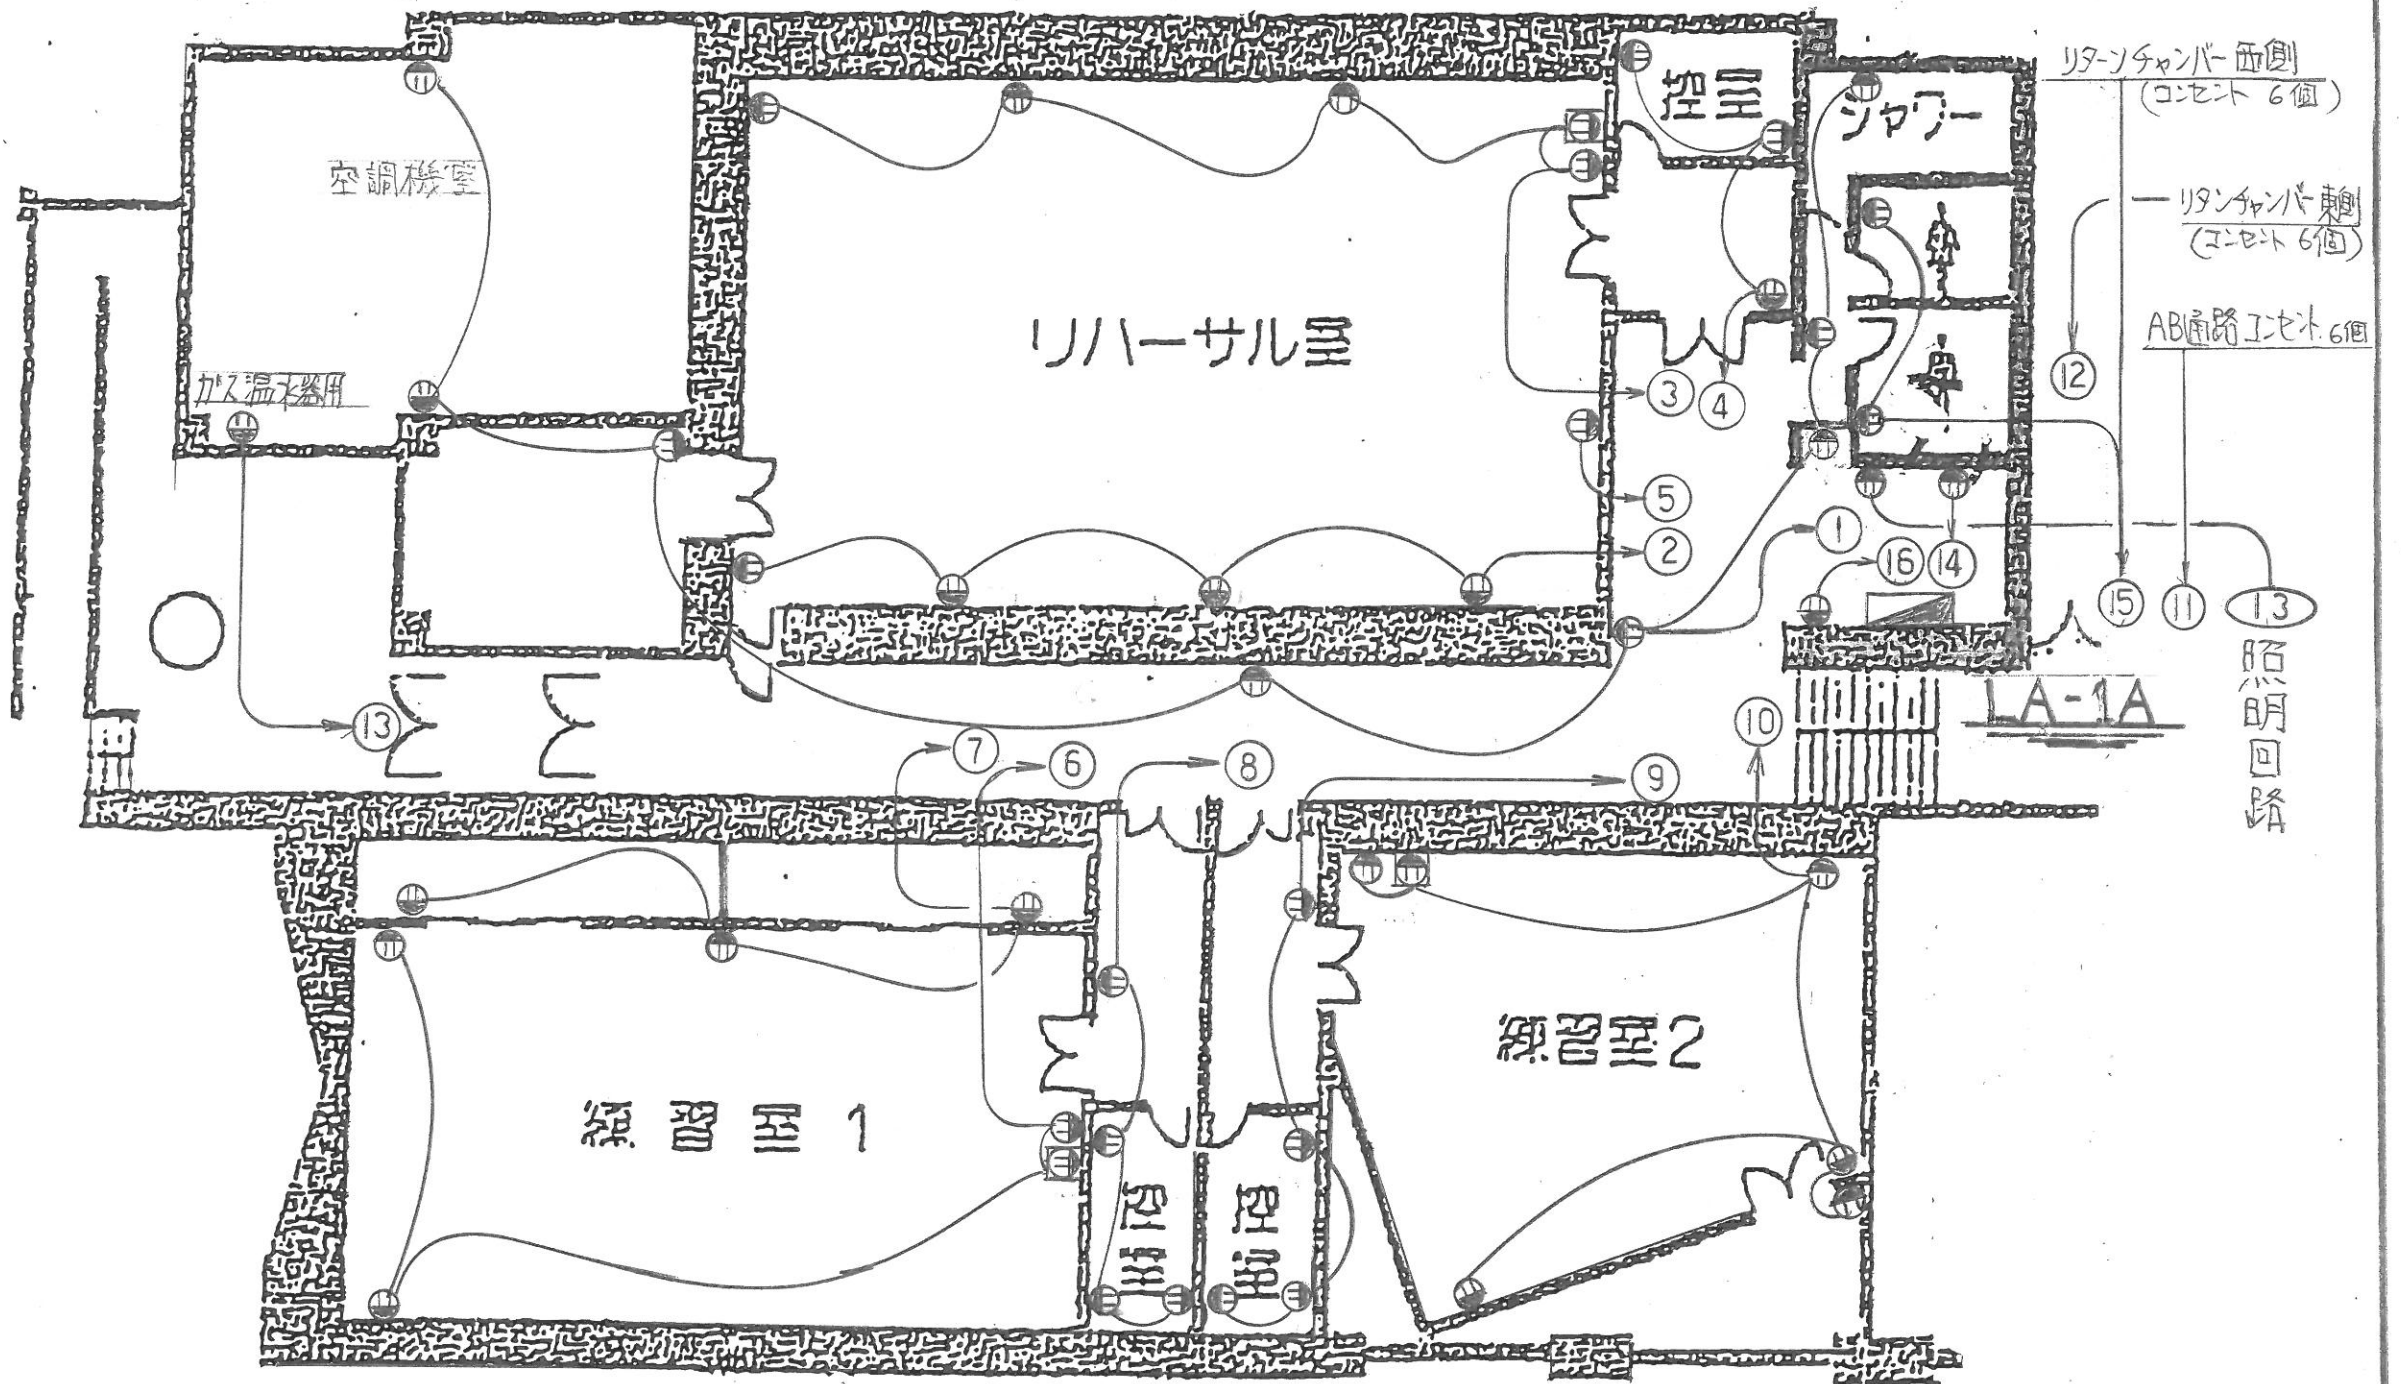 リターンチャンバー西側
(コンセント 6個)
控室
シャワー
空調機室
リタンチャンバー東側
(コンセント 6個)
リハーサル室
AB通路コンセント 6個
ガス温水器用
③
④
⑫
⑤
①
②
⑯
⑭
⑮
⑪
⑬
照明回路
LA-1A
⑬
⑦
⑥
⑧
⑨
⑩
練習室2
練習室1
控室
控室